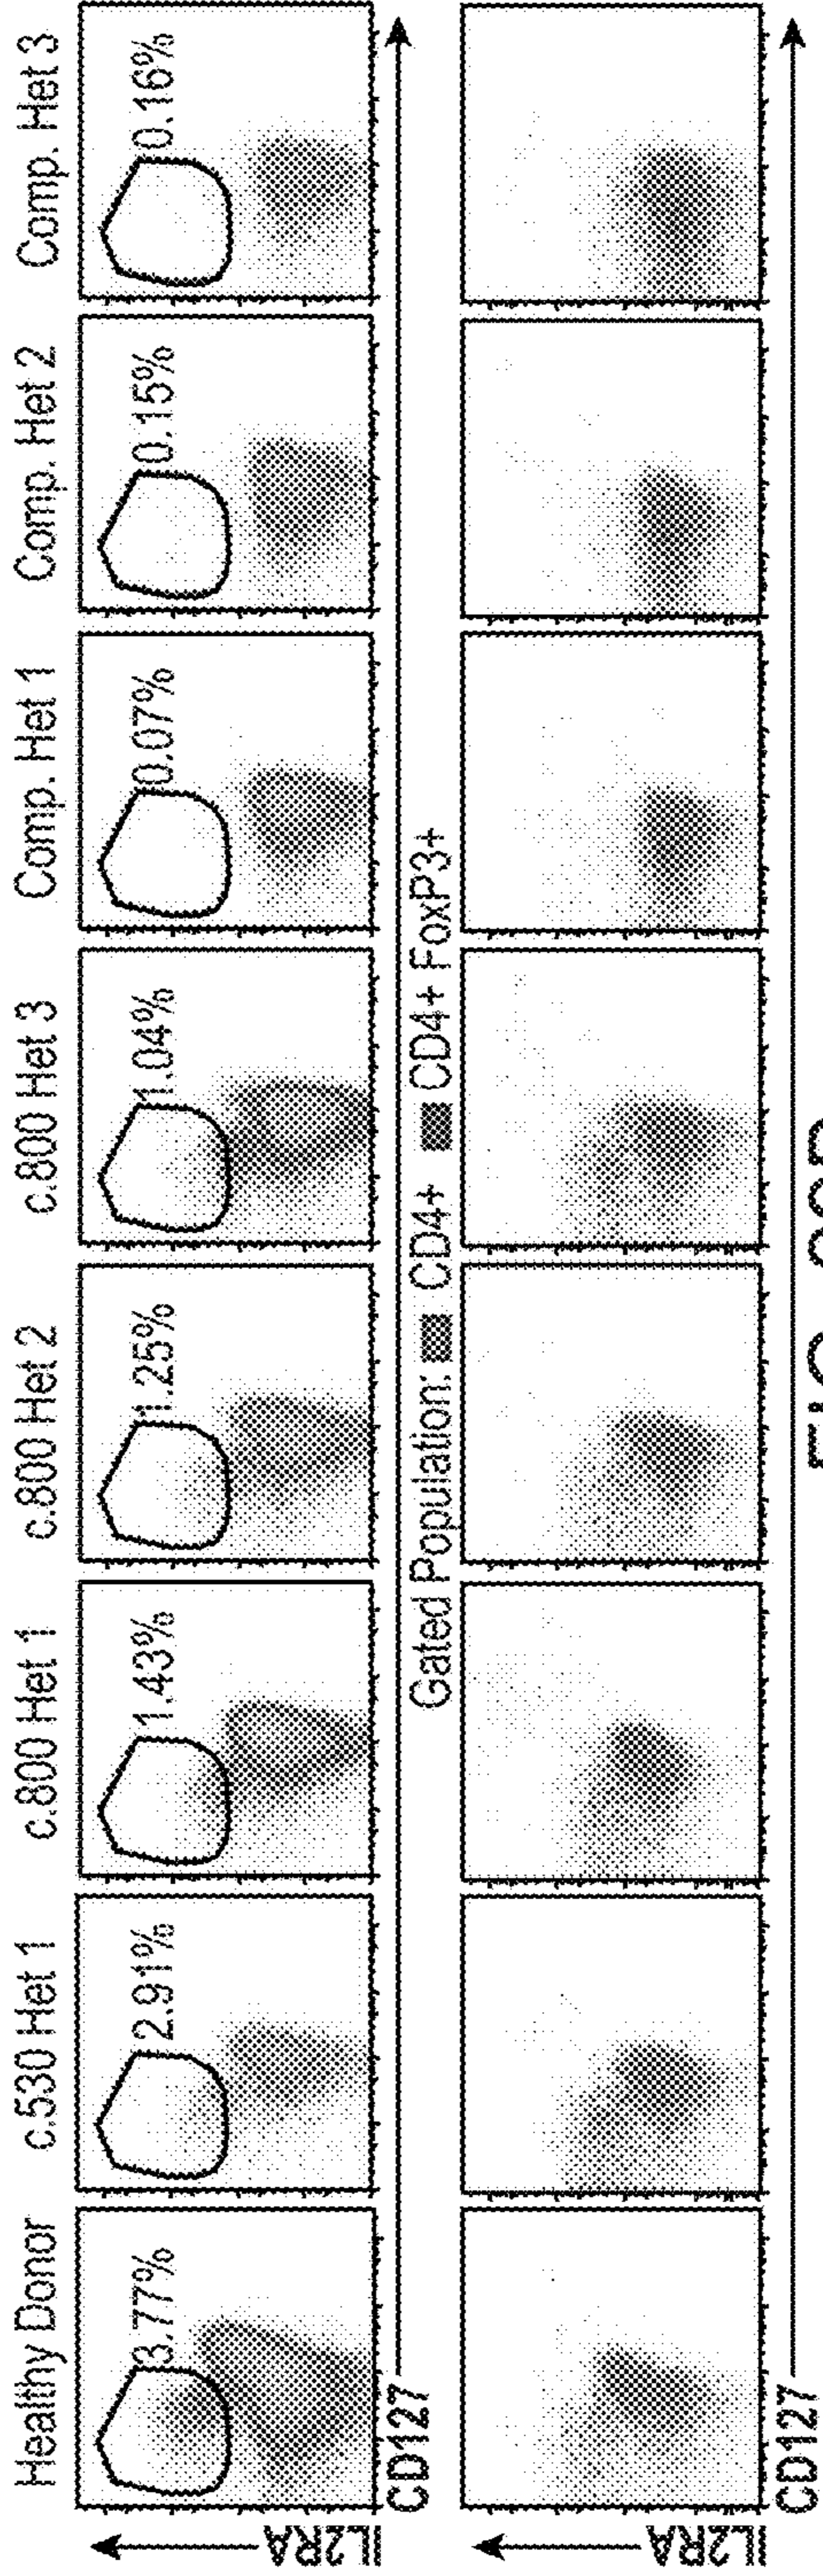 Healthy Donor
c.530 Het 1
c.800 Het 1
c.800 Het 2
c.800 Het 3
Comp. Het 1
Comp. Het 2
Comp. Het 3
3.77%
2.91%
1.43%
1.25%
1.04%
0.07%
0.15%
0.16%
IL2RA
CD127
Gated Population: CD4+ CD4+ FoxP3+
IL2RA
CD127